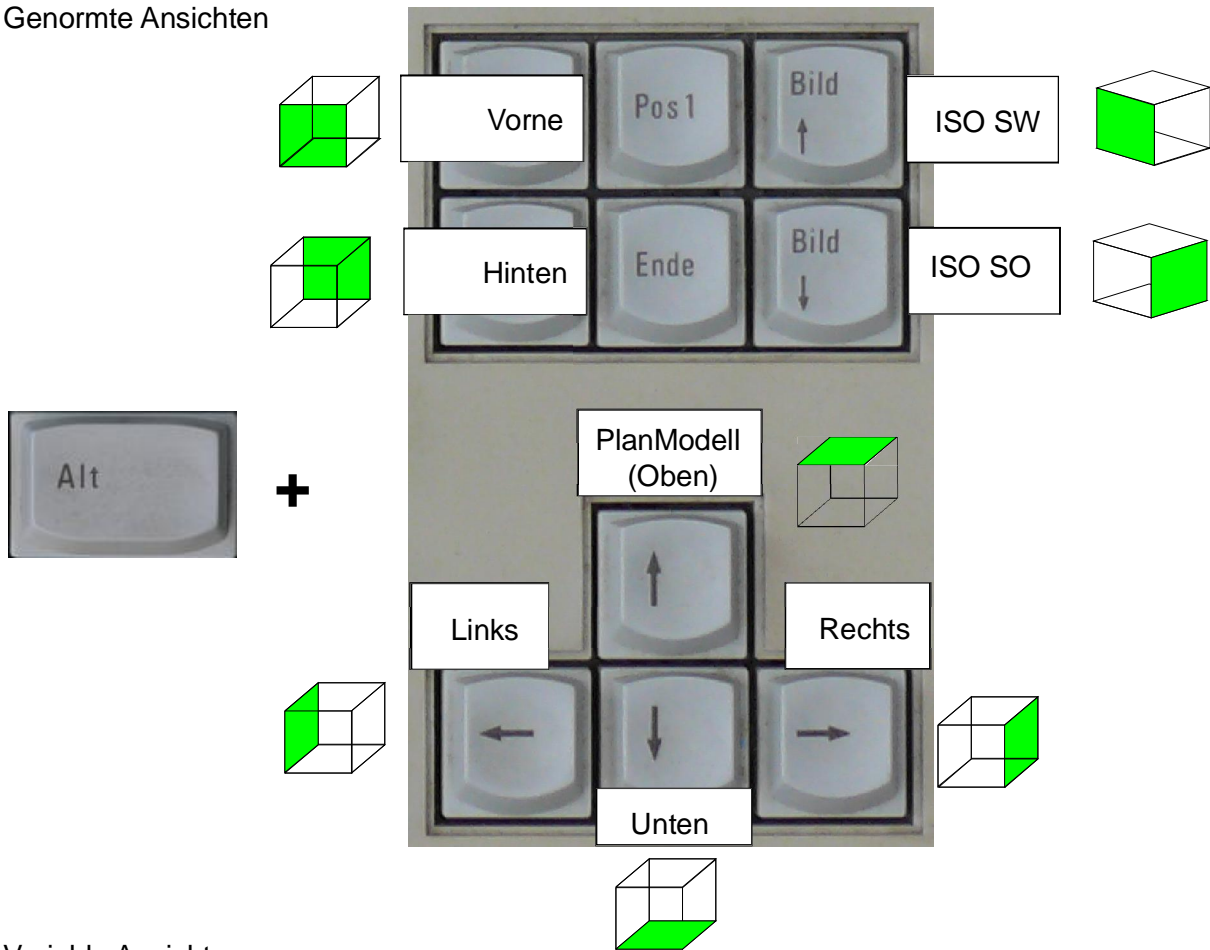 Genormte Ansichten
Vorne
Pos1
Bild
ISO SW
Hinten
Ende
Bild
ISO SO
Alt
+
PlanModell
(Oben)
Links
Rechts
Unten